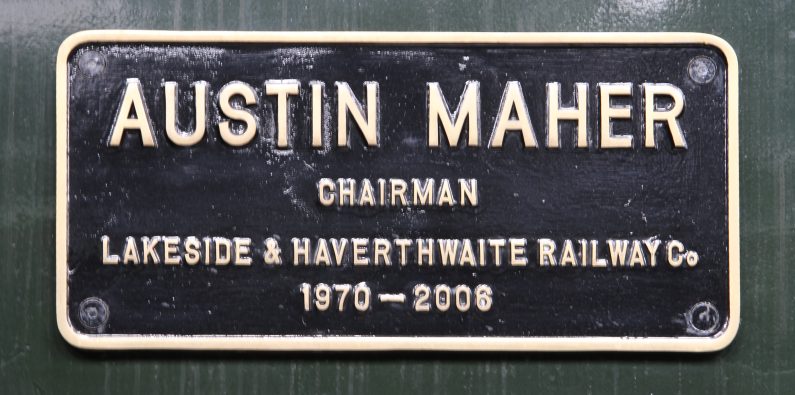 AUSTIN MAHER
CHAIRMAN
LAKESIDE & HAVERTHWAITE RAILWAY Co
1970 — 2006